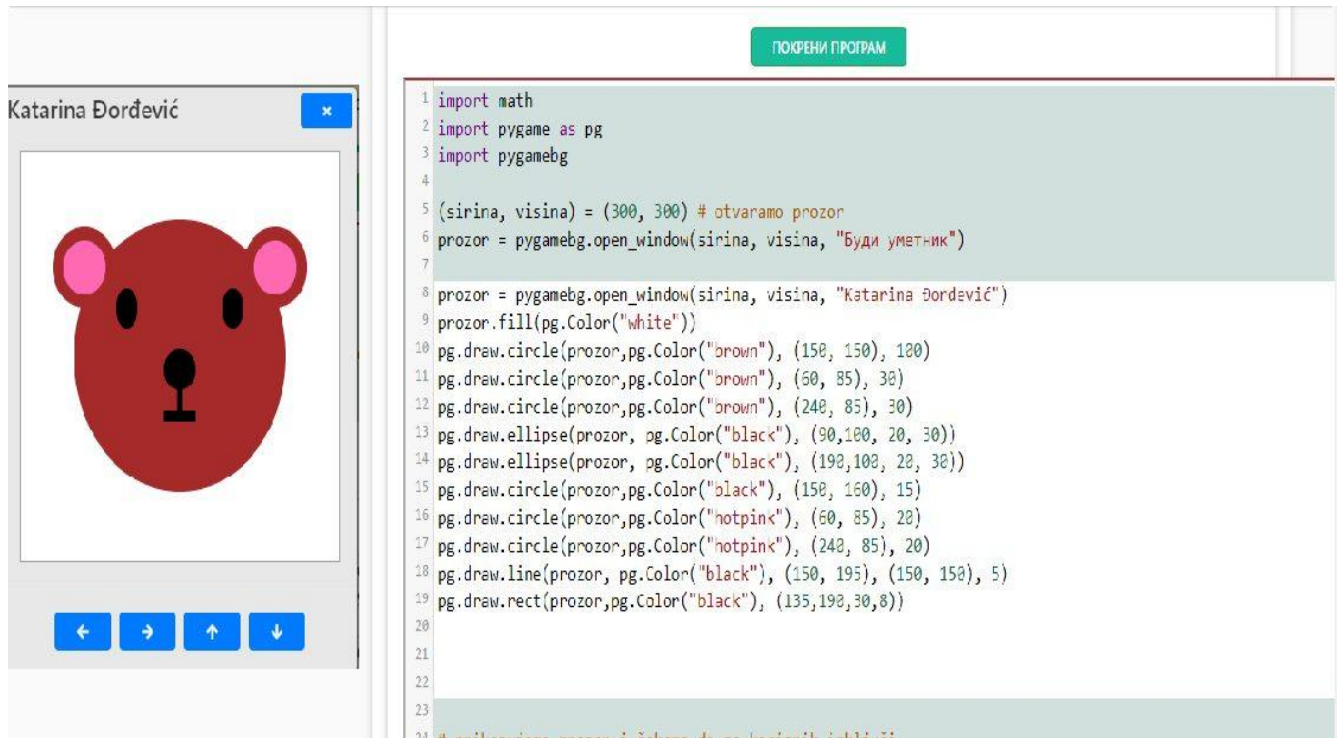 ПОКРЕНИ ПРОГРАМ
Katarina Đorđević
1 import math
2 import pygame as pg
3 import pygamebg
4
5 (sirina, visina) = (300, 300) # otvaramo prozor
6 prozor = pygamebg.open_window(sirina, visina, "Буди уметник")
7
8 prozor = pygamebg.open_window(sirina, visina, "Katarina Đorđević")
9 prozor.fill(pg.Color("white"))
10 pg.draw.circle(prozor,pg.Color("brown"), (150, 150), 100)
11 pg.draw.circle(prozor,pg.Color("brown"), (60, 85), 30)
12 pg.draw.circle(prozor,pg.Color("brown"), (240, 85), 30)
13 pg.draw.ellipse(prozor, pg.Color("black"), (90,100, 20, 30))
14 pg.draw.ellipse(prozor, pg.Color("black"), (190,100, 20, 30))
15 pg.draw.circle(prozor,pg.Color("black"), (150, 160), 15)
16 pg.draw.circle(prozor,pg.Color("hotpink"), (60, 85), 20)
17 pg.draw.circle(prozor,pg.Color("hotpink"), (240, 85), 20)
18 pg.draw.line(prozor, pg.Color("black"), (150, 195), (150, 150), 5)
19 pg.draw.rect(prozor,pg.Color("black"), (135,190,30,8))
20
21
22
23